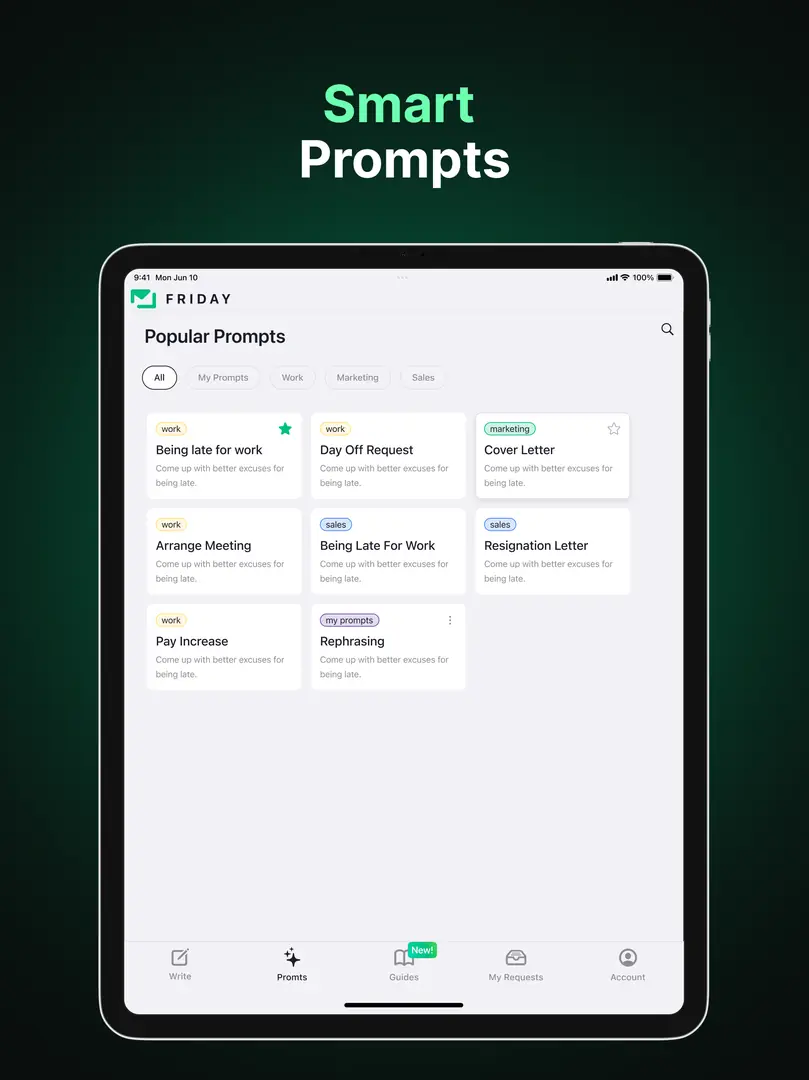 Smart
Prompts
9:41 Mon Jun 10
100%
FRIDAY
Popular Prompts
All
My Prompts
Work
Marketing
Sales
work
Being late for work
Come up with better excuses for
being late.
work
Day Off Request
Come up with better excuses for
being late.
marketing
Cover Letter
Come up with better excuses for
being late.
work
Arrange Meeting
Come up with better excuses for
being late.
sales
Being Late For Work
Come up with better excuses for
being late.
sales
Resignation Letter
Come up with better excuses for
being late.
work
Pay Increase
Come up with better excuses for
being late.
my prompts
Rephrasing
Come up with better excuses for
being late.
Write
Promts
New!
Guides
My Requests
Account